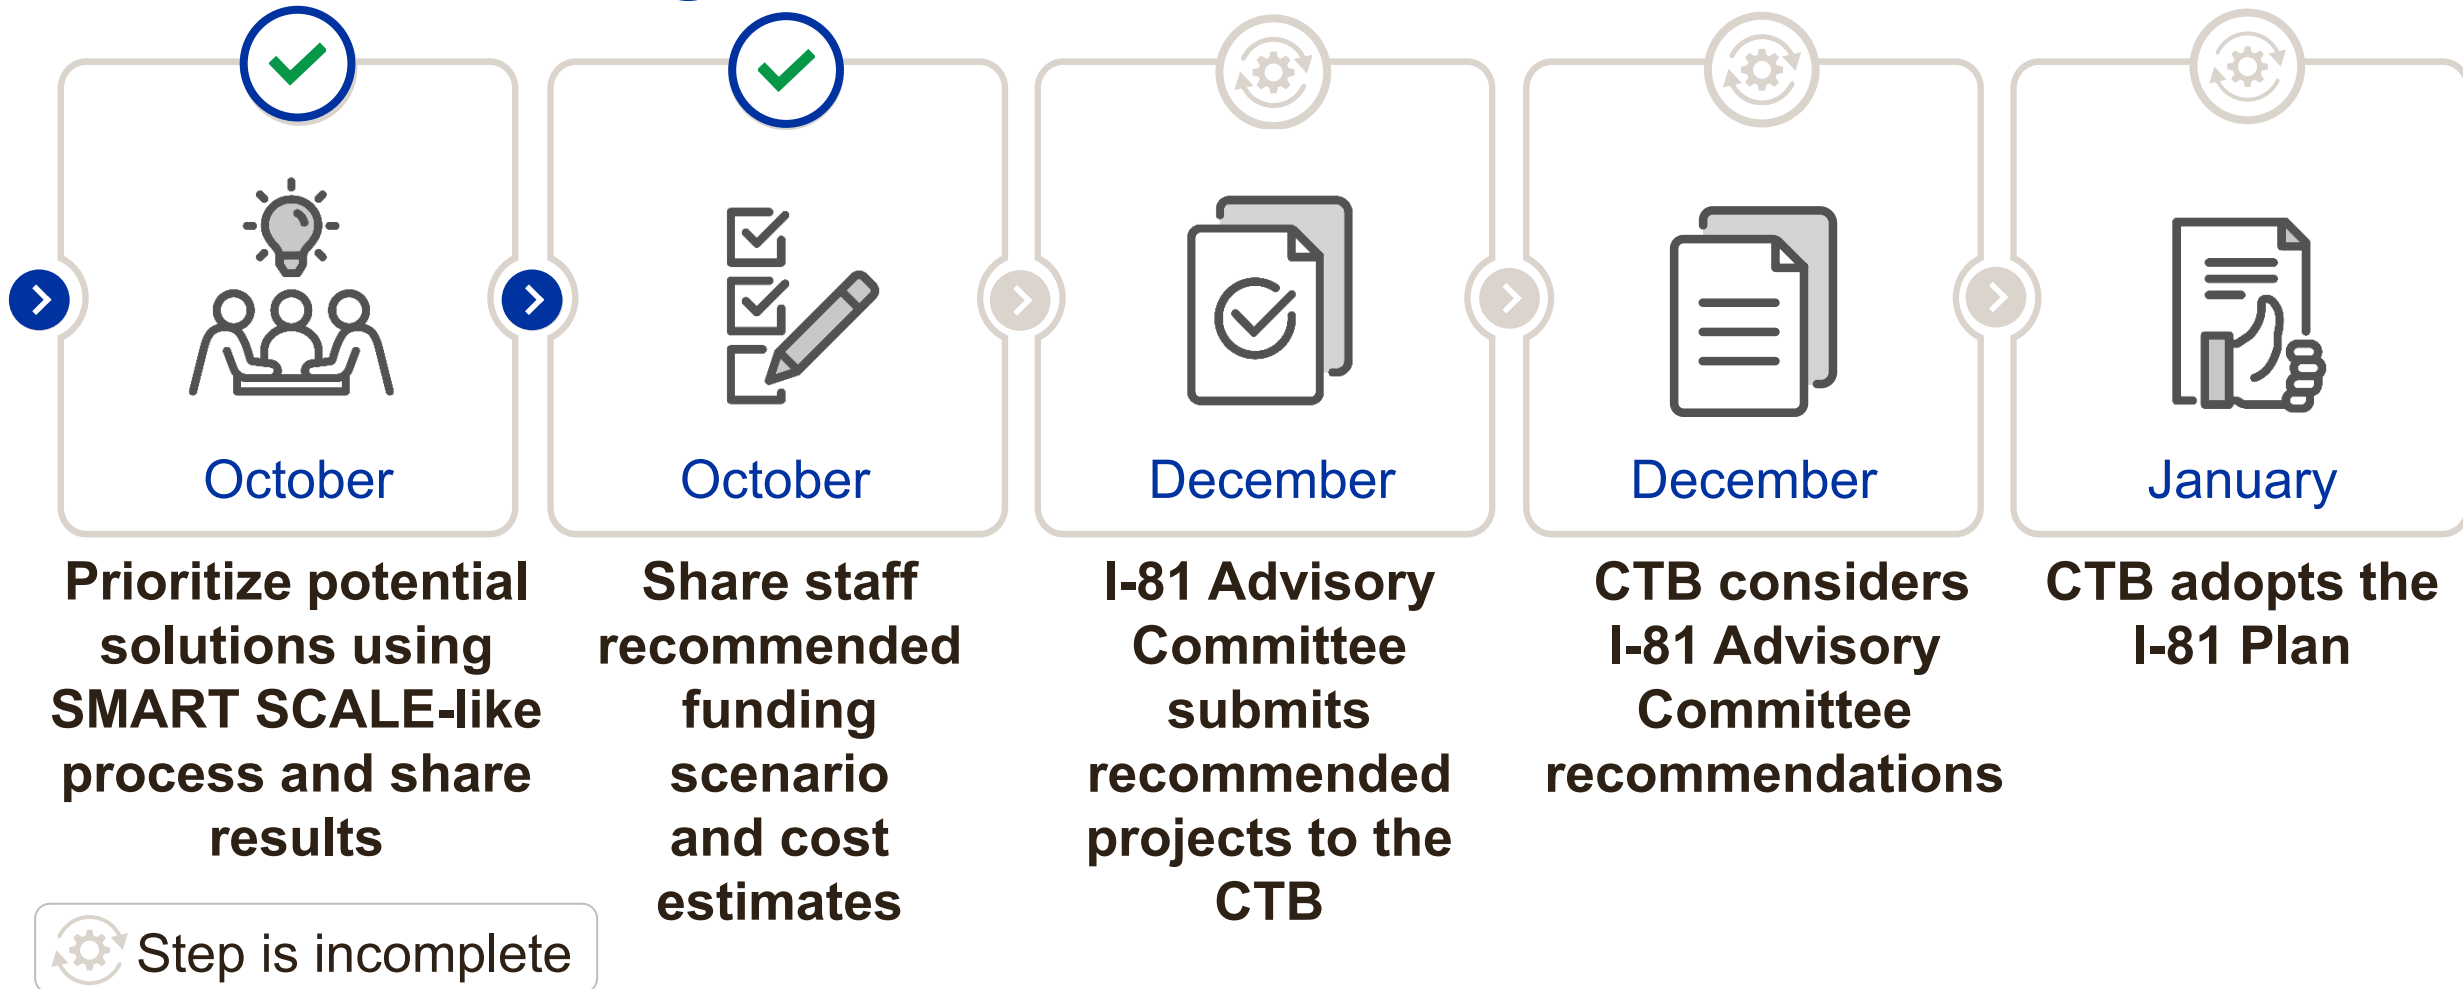 October
October
December
December
January
Prioritize potential
solutions using
SMART SCALE-like
process and share
results
Share staff
recommended
funding
scenario
and cost
estimates
I-81 Advisory
Committee
submits
recommended
projects to the
CTB
CTB considers
I-81 Advisory
Committee
recommendations
CTB adopts the
I-81 Plan
Step is incomplete